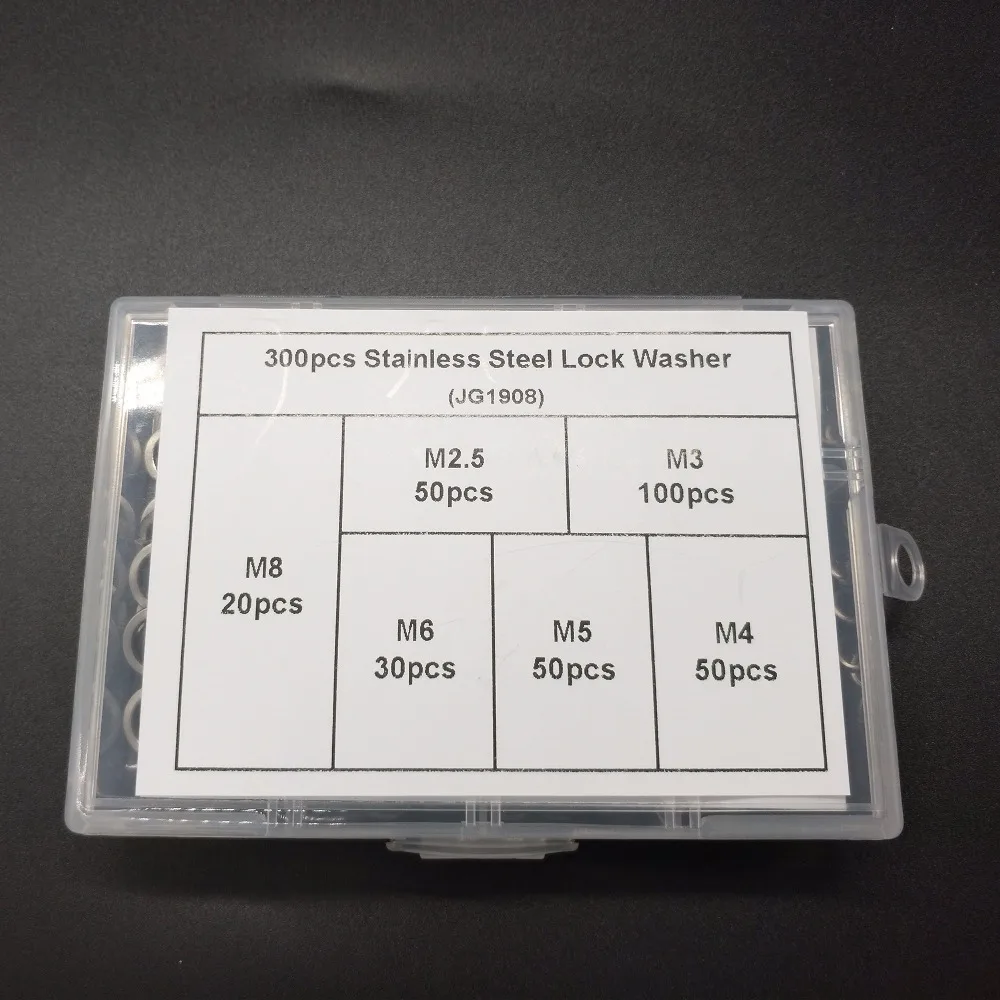 300pcs Stainless Steel Lock Washer
(JG1908)
M2.5
50pcs
M3
100pcs
M8
20pcs
M6
30pcs
M5
50pcs
M4
50pcs